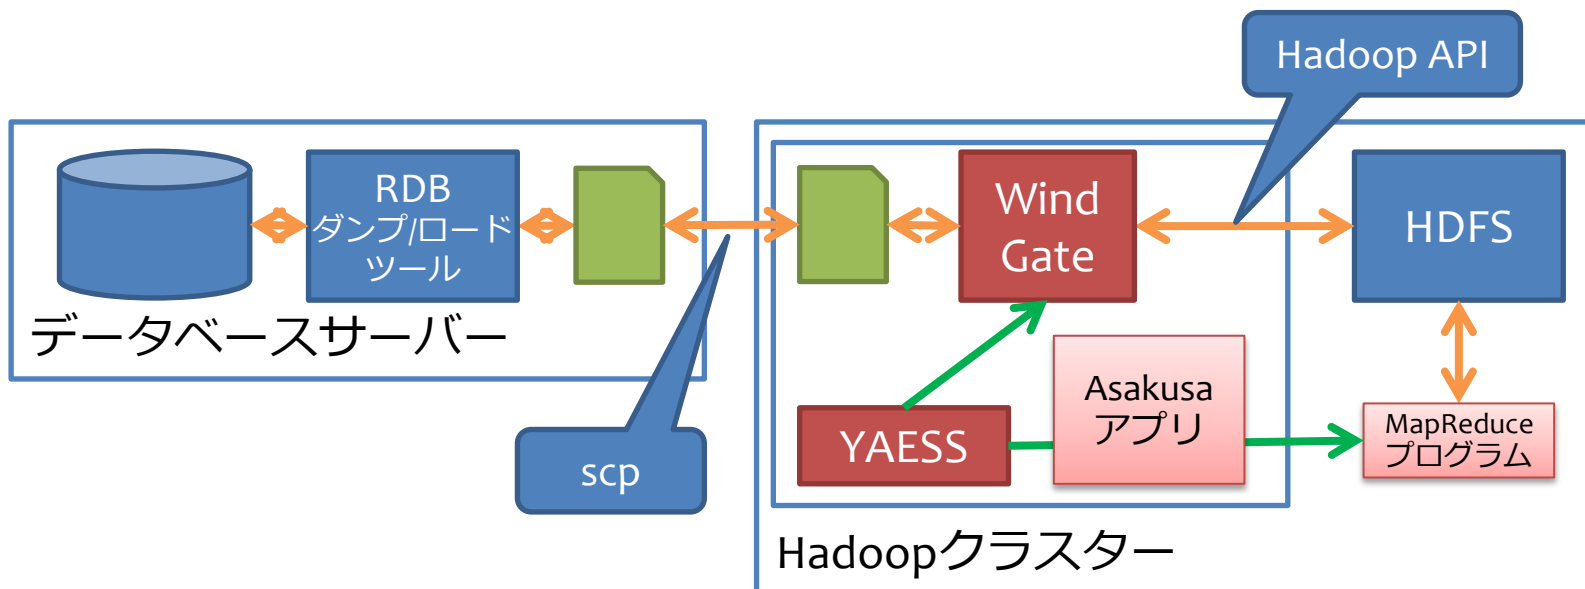 Hadoop API
RDB
ダンプ/ロード
ツール
データベースサーバー
scp
Wind
Gate
HDFS
YAESS
Asakusa
アプリ
MapReduce
プログラム
Hadoopクラスター